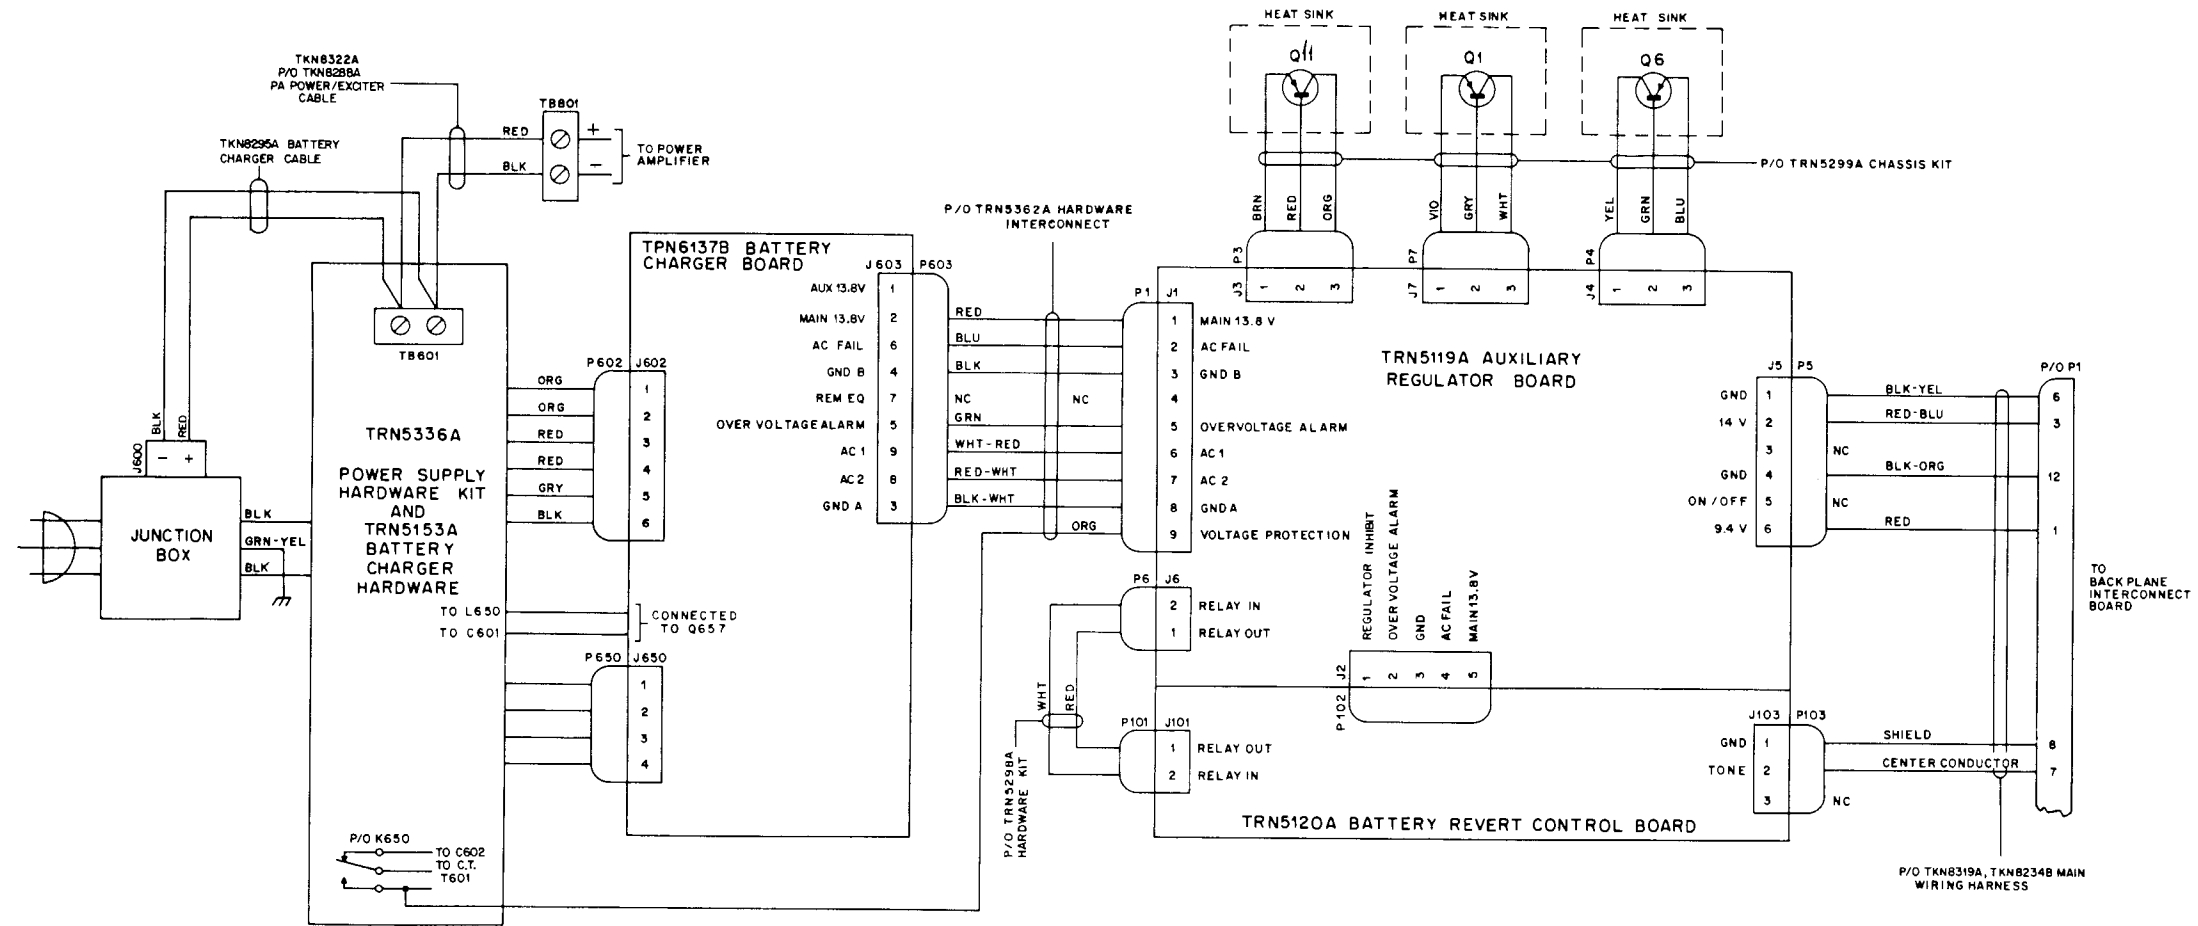 HEAT SINK
HEAT SINK
HEAT SINK
Q11
Q1
Q6
P/O TRN5299A CHASSIS KIT
BRN
RED
ORG
VIO
GRY
WHT
YEL
GRN
BLU
P3
J3
1
2
3
P7
J7
1
2
3
P4
J4
1
2
3
TKN8322A
P/O TKN8288A
PA POWER/EXCITER
CABLE
TB801
RED
+
BLK
−
TO POWER
AMPLIFIER
TKN8295A BATTERY
CHARGER CABLE
TB601
BLK
RED
J600
− +
JUNCTION
BOX
BLK
GRN-YEL
BLK
TRN5336A
POWER SUPPLY
HARDWARE KIT
AND
TRN5153A
BATTERY
CHARGER
HARDWARE
TO L650
TO C601
CONNECTED
TO Q657
P/O K650
TO C602
TO C.T.
T601
ORG
ORG
RED
RED
GRY
BLK
P602 J602
1
2
3
4
5
6
P650 J650
1
2
3
4
TPN6137B BATTERY
CHARGER BOARD
J603 P603
AUX 13.8V 1
MAIN 13.8V 2 RED
AC FAIL 6 BLU
GND B 4 BLK
REM EQ 7 NC NC
OVER VOLTAGE ALARM 5 GRN
AC 1 9 WHT-RED
AC 2 8 RED-WHT
GND A 3 BLK-WHT
ORG
P/O TRN5362A HARDWARE
INTERCONNECT
P1 J1
1 MAIN 13.8 V
2 AC FAIL
3 GND B
4
5 OVERVOLTAGE ALARM
6 AC 1
7 AC 2
8 GND A
9 VOLTAGE PROTECTION
P6 J6
2 RELAY IN
1 RELAY OUT
WHT
RED
P/O TRN5298A
HARDWARE KIT
P101 J101
1 RELAY OUT
2 RELAY IN
TRN5119A AUXILIARY
REGULATOR BOARD
REGULATOR INHIBIT
OVER VOLTAGE ALARM
GND
AC FAIL
MAIN 13.8V
J2
1
2
3
4
5
P102
TRN5120A BATTERY REVERT CONTROL BOARD
J5 P5
GND 1 BLK-YEL
14 V 2 RED-BLU
3 NC
GND 4 BLK-ORG
ON/OFF 5 NC
9.4 V 6 RED
J103 P103
GND 1 SHIELD
TONE 2 CENTER CONDUCTOR
3 NC
P/O P1
6
3
12
1
8
7
TO
BACK PLANE
INTERCONNECT
BOARD
P/O TKN8319A, TKN8234B MAIN
WIRING HARNESS